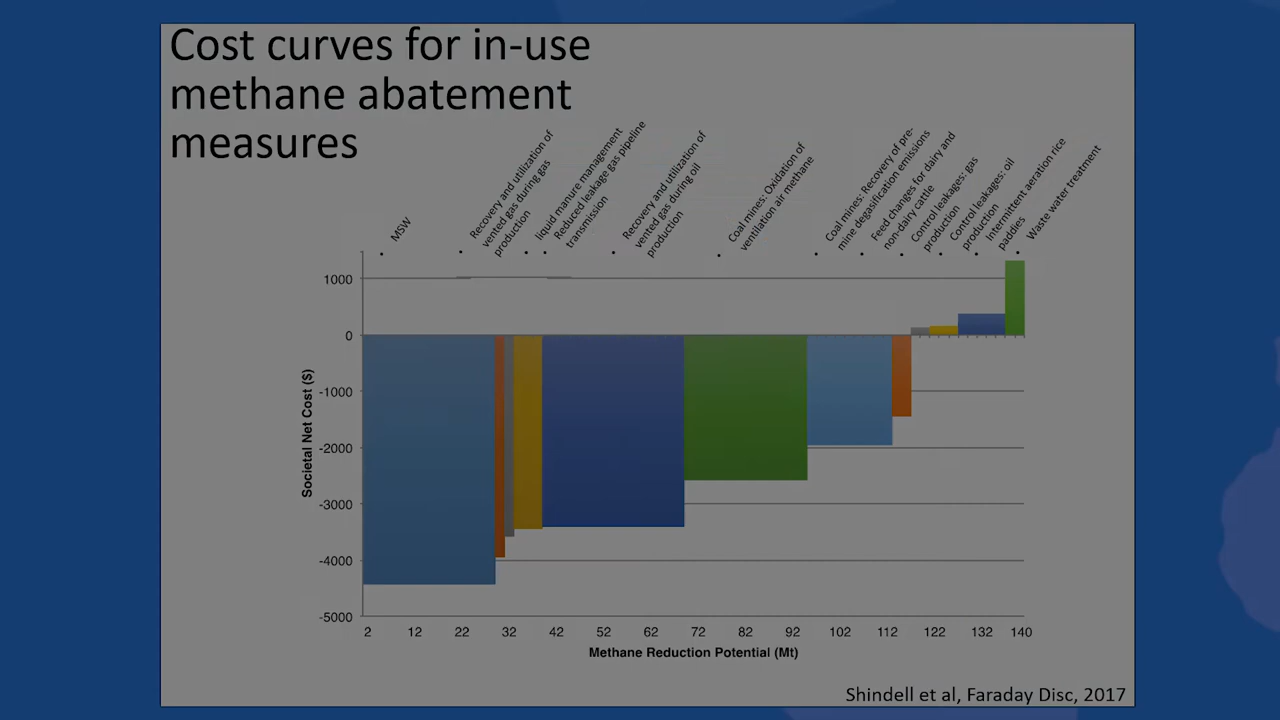 Cost curves for in-use
methane abatement
measures
MSW
Recovery and utilization of
vented gas during gas
production
liquid manure management
Reduced leakage gas pipeline
transmission
Recovery and utilization of
vented gas during oil
production
Coal mines: Oxidation of
ventilation air methane
Coal mines: Recovery of pre-
mine degasification emissions
Feed changes for dairy and
non-dairy cattle
Control leakages: gas
production
Control leakages: oil
production
Intermittent aeration rice
paddies
Waste water treatment
1000
0
-1000
-2000
-3000
-4000
-5000
Societal Net Cost ($)
2 12 22 32 42 52 62 72 82 92 102 112 122 132 140
Methane Reduction Potential (Mt)
Shindell et al, Faraday Disc, 2017